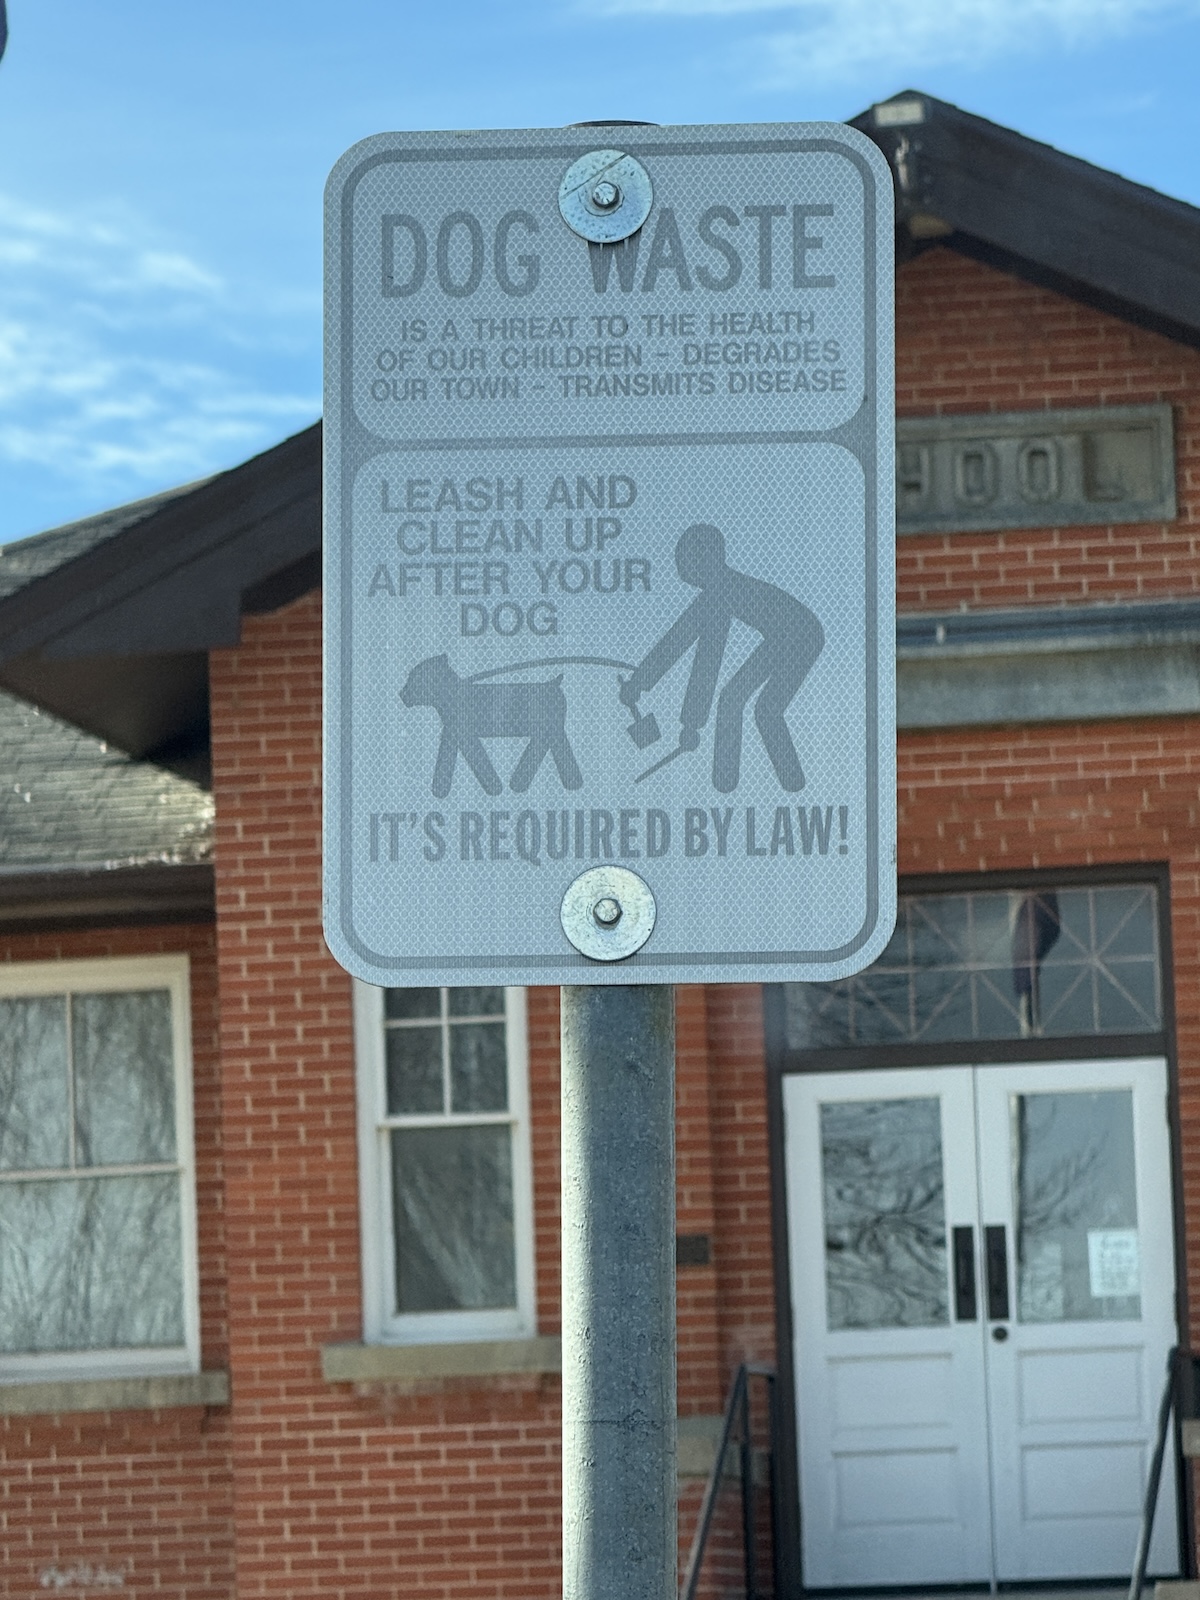 DOG WASTE
IS A THREAT TO THE HEALTH
OF OUR CHILDREN - DEGRADES
OUR TOWN - TRANSMITS DISEASE
LEASH AND
CLEAN UP
AFTER YOUR
DOG
IT'S REQUIRED BY LAW!
HOOL